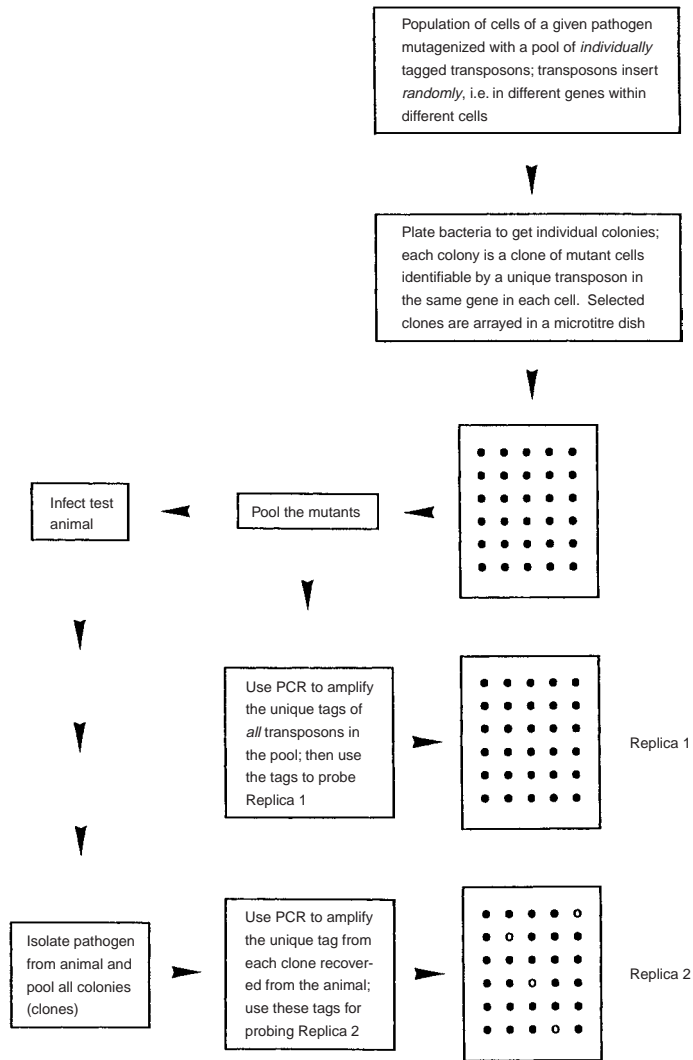 Population of cells of a given pathogen
mutagenized with a pool of individually
tagged transposons; transposons insert
randomly, i.e. in different genes within
different cells
Plate bacteria to get individual colonies;
each colony is a clone of mutant cells
identifiable by a unique transposon in
the same gene in each cell. Selected
clones are arrayed in a microtitre dish
Infect test
animal
Pool the mutants
Use PCR to amplify
the unique tags of
all transposons in
the pool; then use
the tags to probe
Replica 1
Replica 1
Isolate pathogen
from animal and
pool all colonies
(clones)
Use PCR to amplify
the unique tag from
each clone recover-
ed from the animal;
use these tags for
probing Replica 2
Replica 2